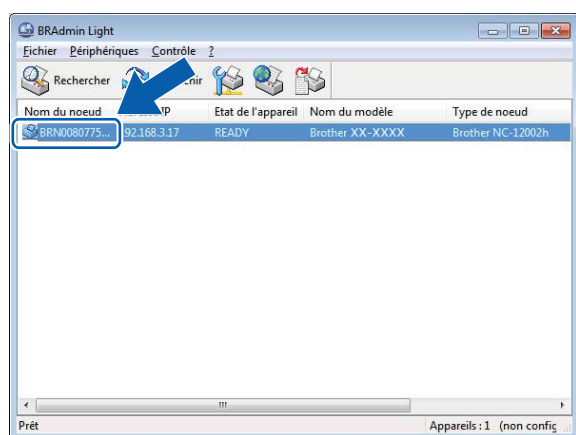 BRAdmin Light
Fichier Périphériques Contrôle ?
Rechercher
Nom du noeud IP Etat de l'appareil Nom du modèle Type de noeud
BRN0080775... 92.168.3.17 READY Brother XX-XXXX Brother NC-12002h
Prêt Appareils : 1 (non config